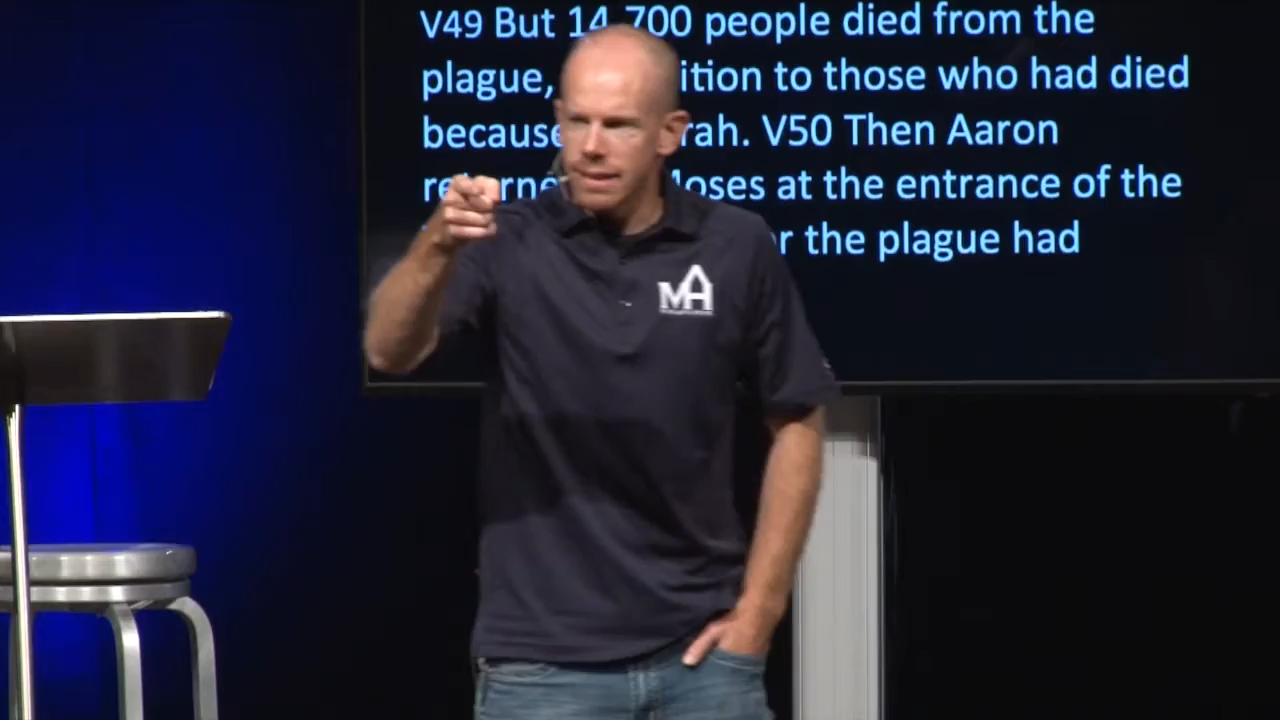 V49 But 14,700 people died from the
plague, ition to those who had died
because rah. V50 Then Aaron
returned Moses at the entrance of the
r the plague had
MA